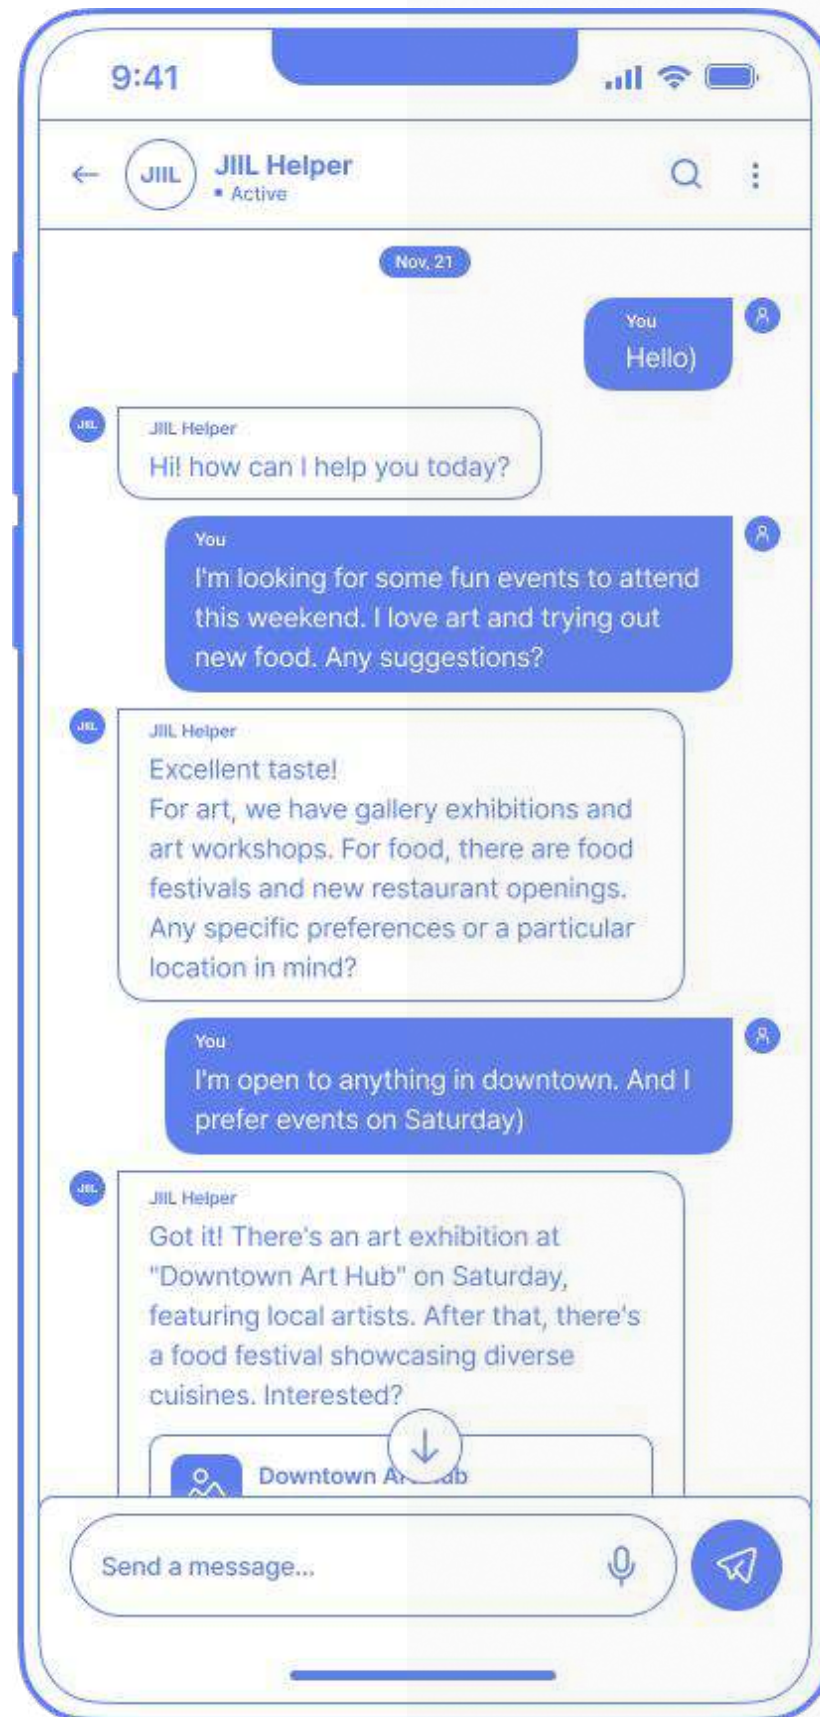 9:41
JIIL
JIIL Helper
Active
Nov, 21
You
Hello)
JIIL
JIIL Helper
Hi! how can I help you today?
You
I'm looking for some fun events to attend
this weekend. I love art and trying out
new food. Any suggestions?
JIIL
JIIL Helper
Excellent taste!
For art, we have gallery exhibitions and
art workshops. For food, there are food
festivals and new restaurant openings.
Any specific preferences or a particular
location in mind?
You
I'm open to anything in downtown. And I
prefer events on Saturday)
JIIL
JIIL Helper
Got it! There's an art exhibition at
"Downtown Art Hub" on Saturday,
featuring local artists. After that, there's
a food festival showcasing diverse
cuisines. Interested?
Downtown Art Hub
Send a message...